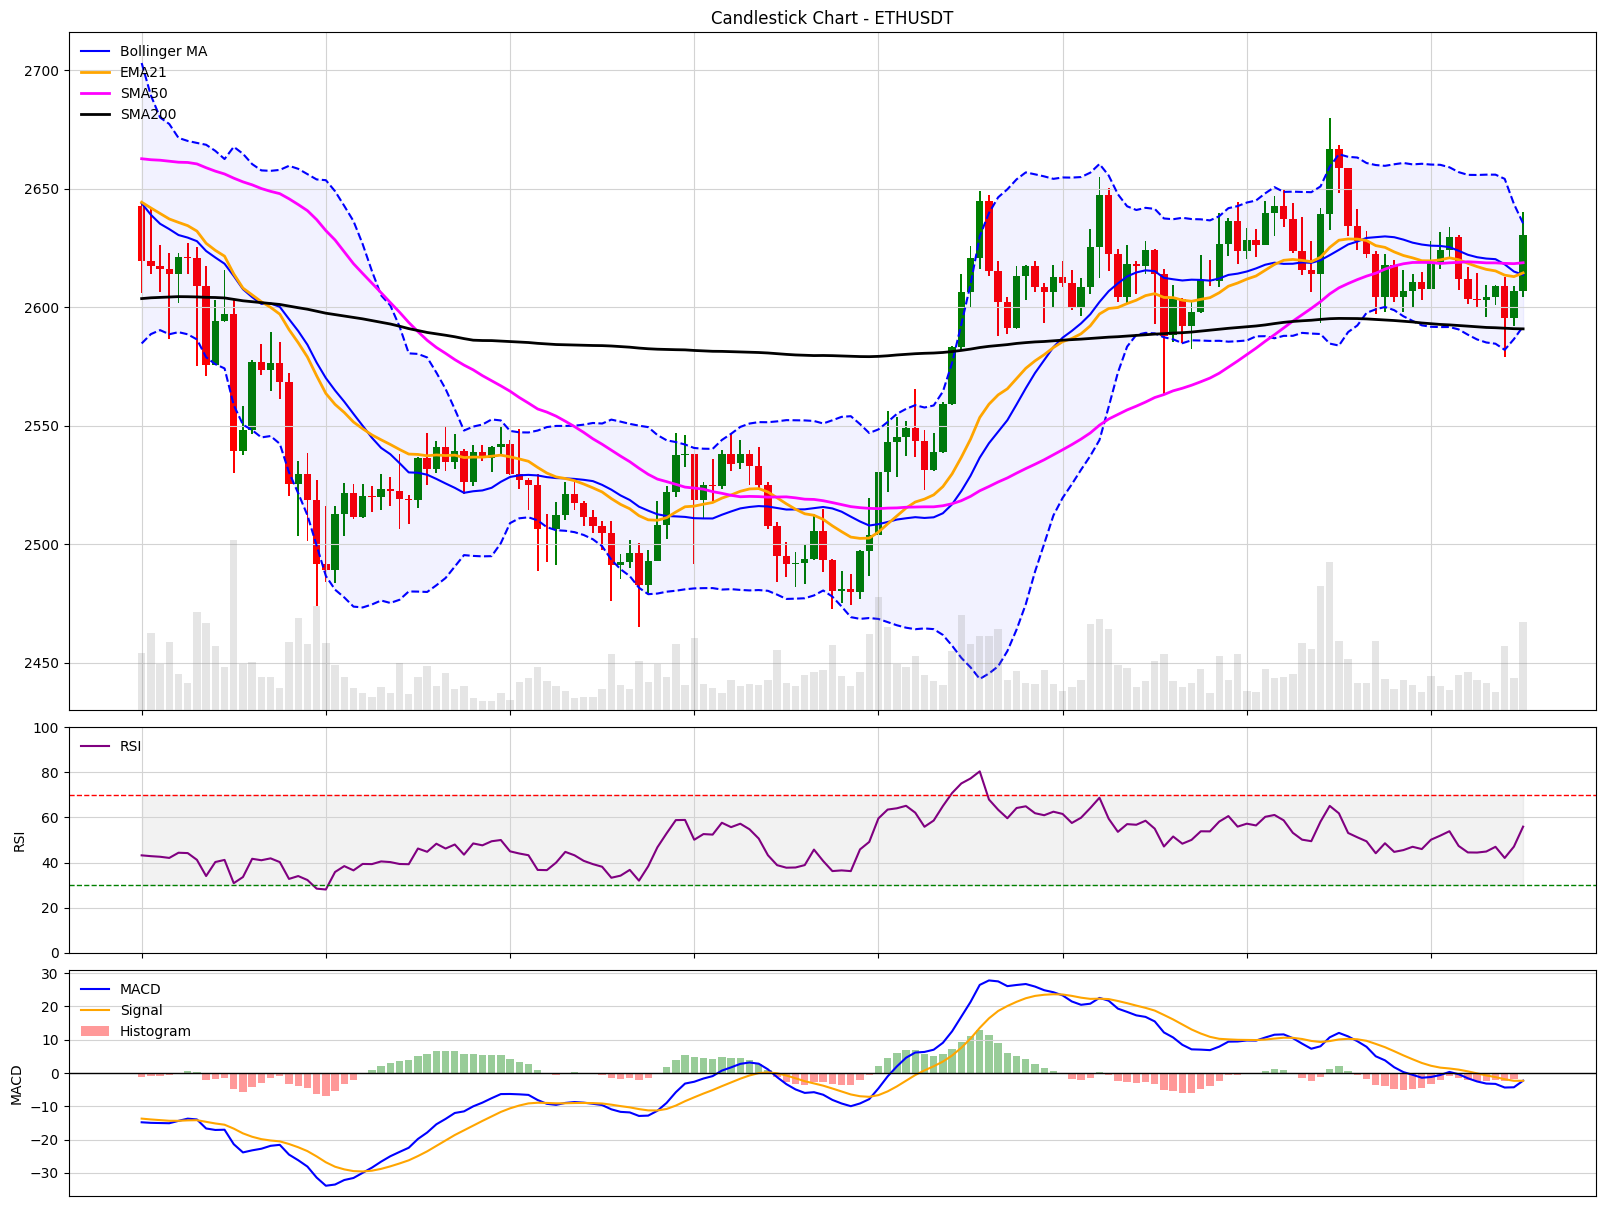 Candlestick Chart - ETHUSDT
Bollinger MA
EMA21
SMA50
SMA200
2700
2650
2600
2550
2500
2450
RSI
100
80
60
40
20
0
RSI
MACD
Signal
Histogram
30
20
10
0
−10
−20
−30
MACD